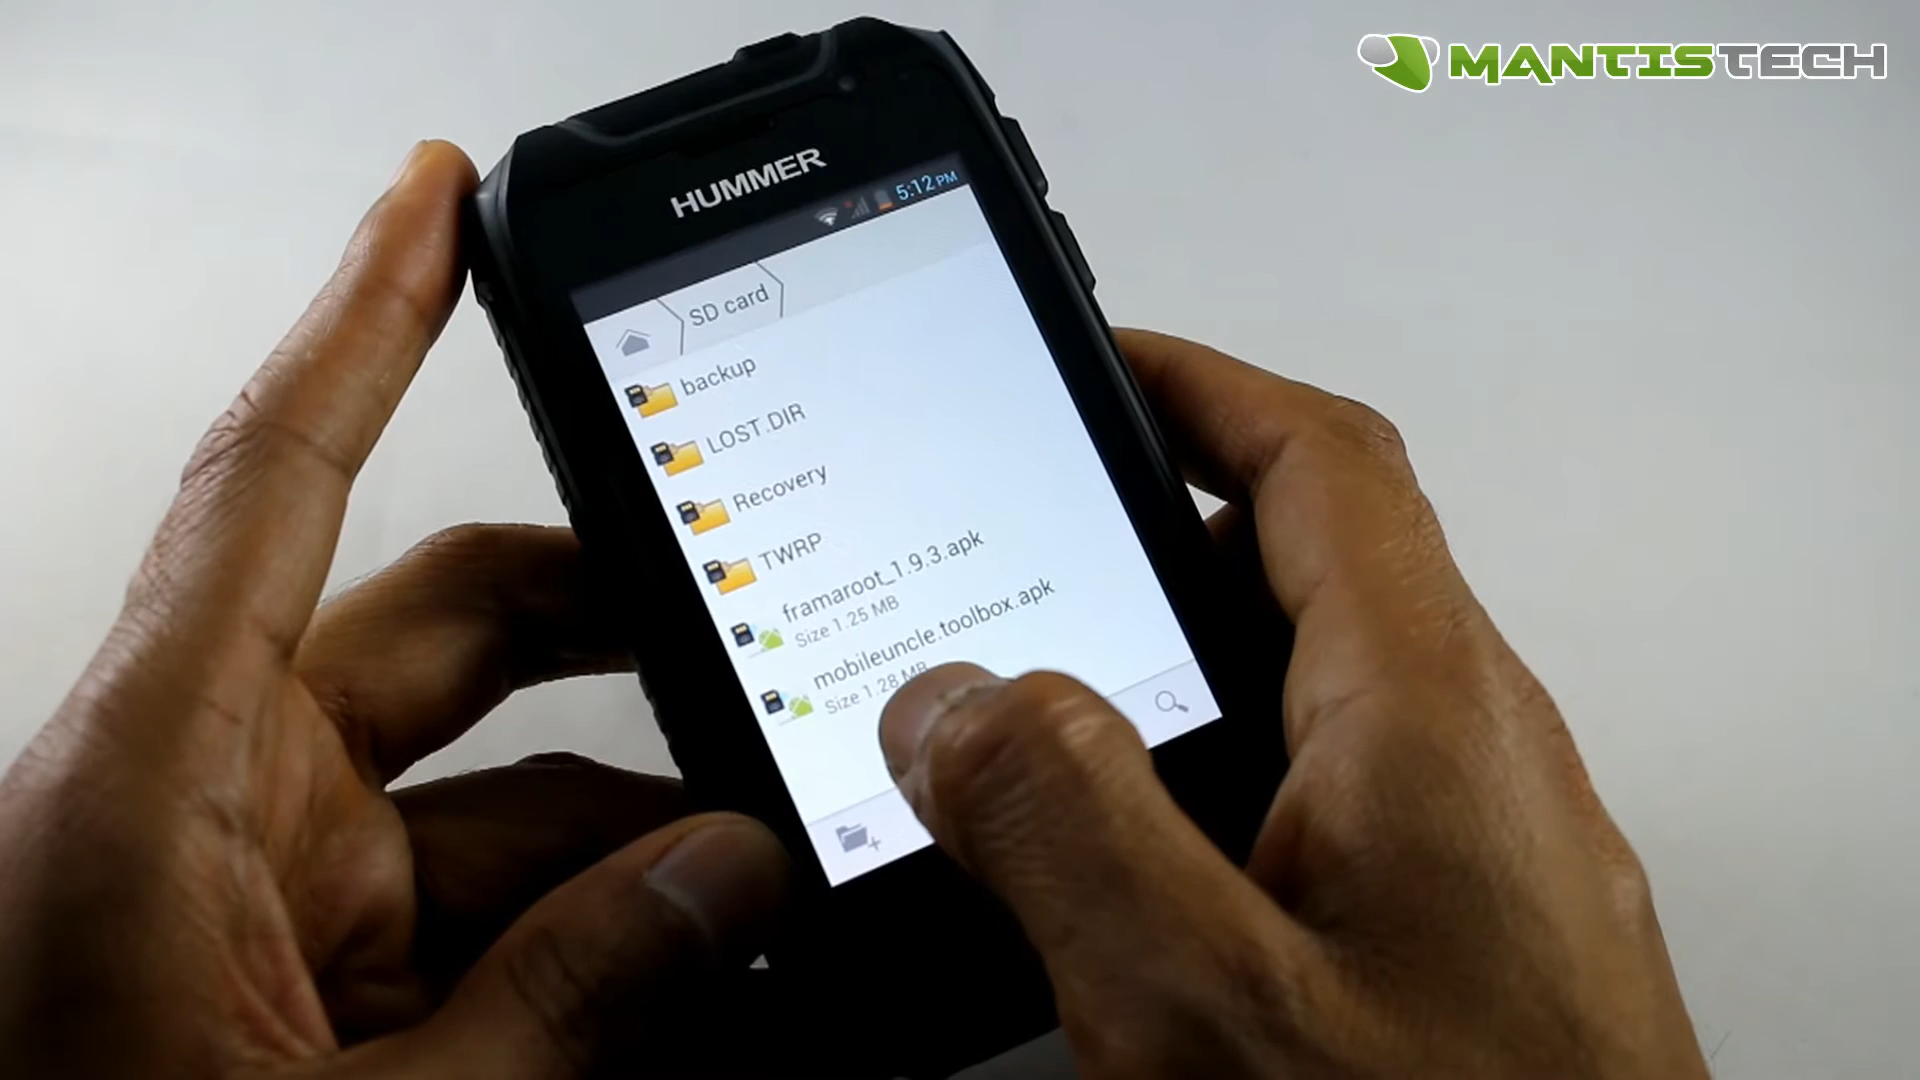 MANTISTECH
HUMMER
5:12 PM
SD card
backup
LOST.DIR
Recovery
TWRP
framaroot_1.9.3.apk
Size 1.25 MB
mobileuncle.toolbox.apk
Size 1.28 MB